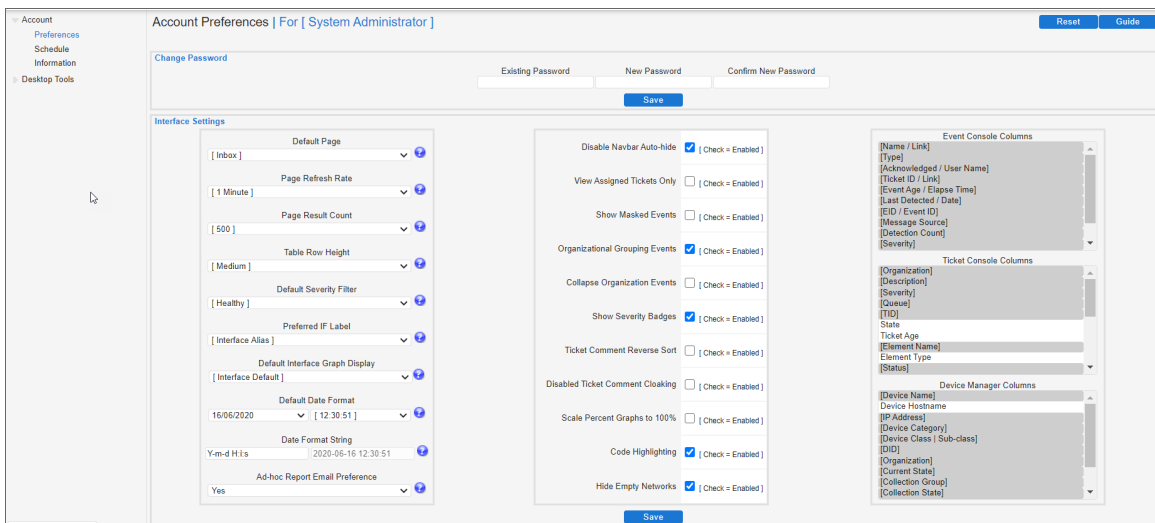 Account
Preferences
Schedule
Information
Desktop Tools
Account Preferences | For [ System Administrator ]
Reset
Guide
Change Password
Existing Password
New Password
Confirm New Password
Save
Interface Settings
Default Page
[ Inbox ]
Page Refresh Rate
[ 1 Minute ]
Page Result Count
[ 500 ]
Table Row Height
[ Medium ]
Default Severity Filter
[ Healthy ]
Preferred IF Label
[ Interface Alias ]
Default Interface Graph Display
[ Interface Default ]
Default Date Format
16/06/2020 [ 12:30:51 ]
Date Format String
Y-m-d H:i:s 2020-06-16 12:30:51
Ad-hoc Report Email Preference
Yes
Disable Navbar Auto-hide [ Check = Enabled ]
View Assigned Tickets Only [ Check = Enabled ]
Show Masked Events [ Check = Enabled ]
Organizational Grouping Events [ Check = Enabled ]
Collapse Organization Events [ Check = Enabled ]
Show Severity Badges [ Check = Enabled ]
Ticket Comment Reverse Sort [ Check = Enabled ]
Disabled Ticket Comment Cloaking [ Check = Enabled ]
Scale Percent Graphs to 100% [ Check = Enabled ]
Code Highlighting [ Check = Enabled ]
Hide Empty Networks [ Check = Enabled ]
Event Console Columns
[Name / Link]
[Type]
[Acknowledged / User Name]
[Ticket ID / Link]
[Event Age / Elapse Time]
[Last Detected / Date]
[EID / Event ID]
[Message Source]
[Detection Count]
[Severity]
Ticket Console Columns
[Organization]
[Description]
[Severity]
[Queue]
[TID]
State
Ticket Age
[Element Name]
Element Type
[Status]
Device Manager Columns
[Device Name]
Device Hostname
[IP Address]
[Device Category]
[Device Class | Sub-class]
[DID]
[Organization]
[Current State]
[Collection Group]
[Collection State]
Save